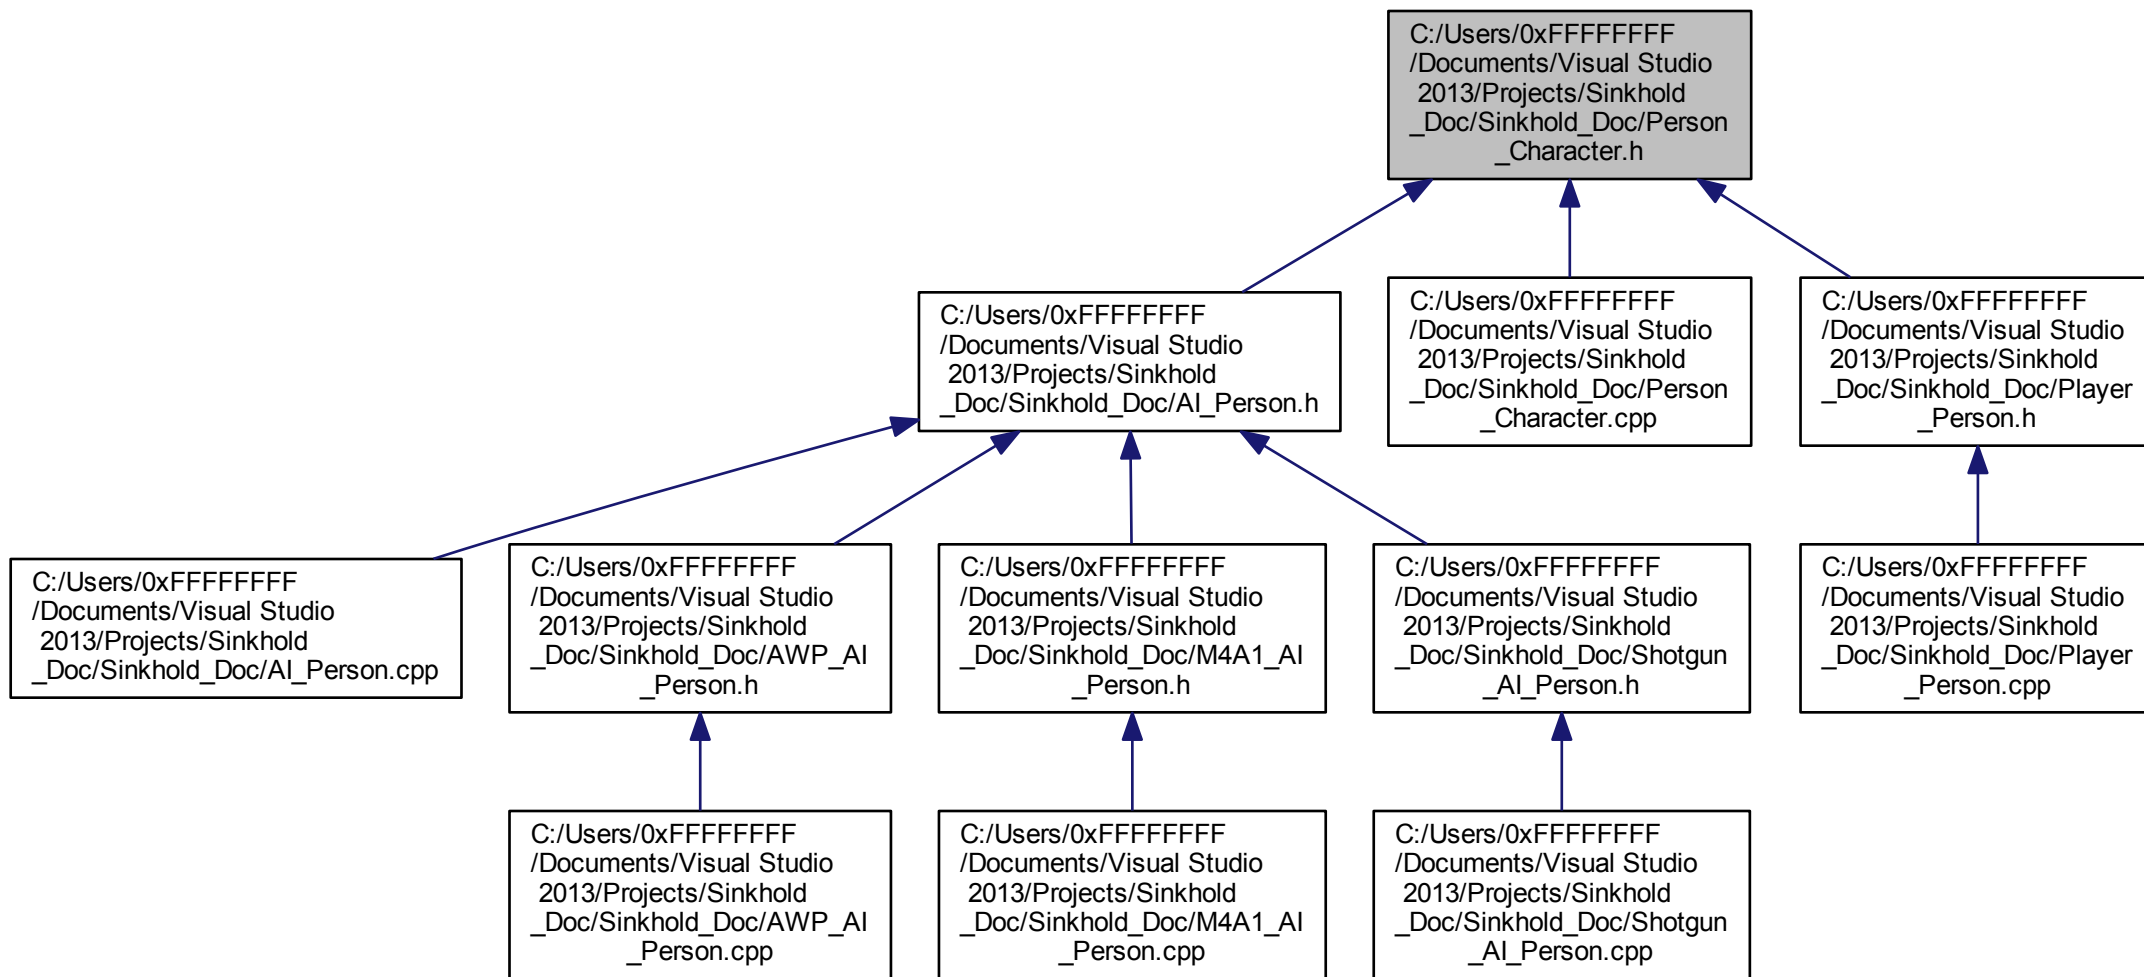 C:/Users/0xFFFFFFFF
/Documents/Visual Studio
2013/Projects/Sinkhold
_Doc/Sinkhold_Doc/Person
_Character.h
C:/Users/0xFFFFFFFF
/Documents/Visual Studio
2013/Projects/Sinkhold
_Doc/Sinkhold_Doc/AI_Person.h
C:/Users/0xFFFFFFFF
/Documents/Visual Studio
2013/Projects/Sinkhold
_Doc/Sinkhold_Doc/Person
_Character.cpp
C:/Users/0xFFFFFFFF
/Documents/Visual Studio
2013/Projects/Sinkhold
_Doc/Sinkhold_Doc/Player
_Person.h
C:/Users/0xFFFFFFFF
/Documents/Visual Studio
2013/Projects/Sinkhold
_Doc/Sinkhold_Doc/AI_Person.cpp
C:/Users/0xFFFFFFFF
/Documents/Visual Studio
2013/Projects/Sinkhold
_Doc/Sinkhold_Doc/AWP_AI
_Person.h
C:/Users/0xFFFFFFFF
/Documents/Visual Studio
2013/Projects/Sinkhold
_Doc/Sinkhold_Doc/M4A1_AI
_Person.h
C:/Users/0xFFFFFFFF
/Documents/Visual Studio
2013/Projects/Sinkhold
_Doc/Sinkhold_Doc/Shotgun
_AI_Person.h
C:/Users/0xFFFFFFFF
/Documents/Visual Studio
2013/Projects/Sinkhold
_Doc/Sinkhold_Doc/Player
_Person.cpp
C:/Users/0xFFFFFFFF
/Documents/Visual Studio
2013/Projects/Sinkhold
_Doc/Sinkhold_Doc/AWP_AI
_Person.cpp
C:/Users/0xFFFFFFFF
/Documents/Visual Studio
2013/Projects/Sinkhold
_Doc/Sinkhold_Doc/M4A1_AI
_Person.cpp
C:/Users/0xFFFFFFFF
/Documents/Visual Studio
2013/Projects/Sinkhold
_Doc/Sinkhold_Doc/Shotgun
_AI_Person.cpp